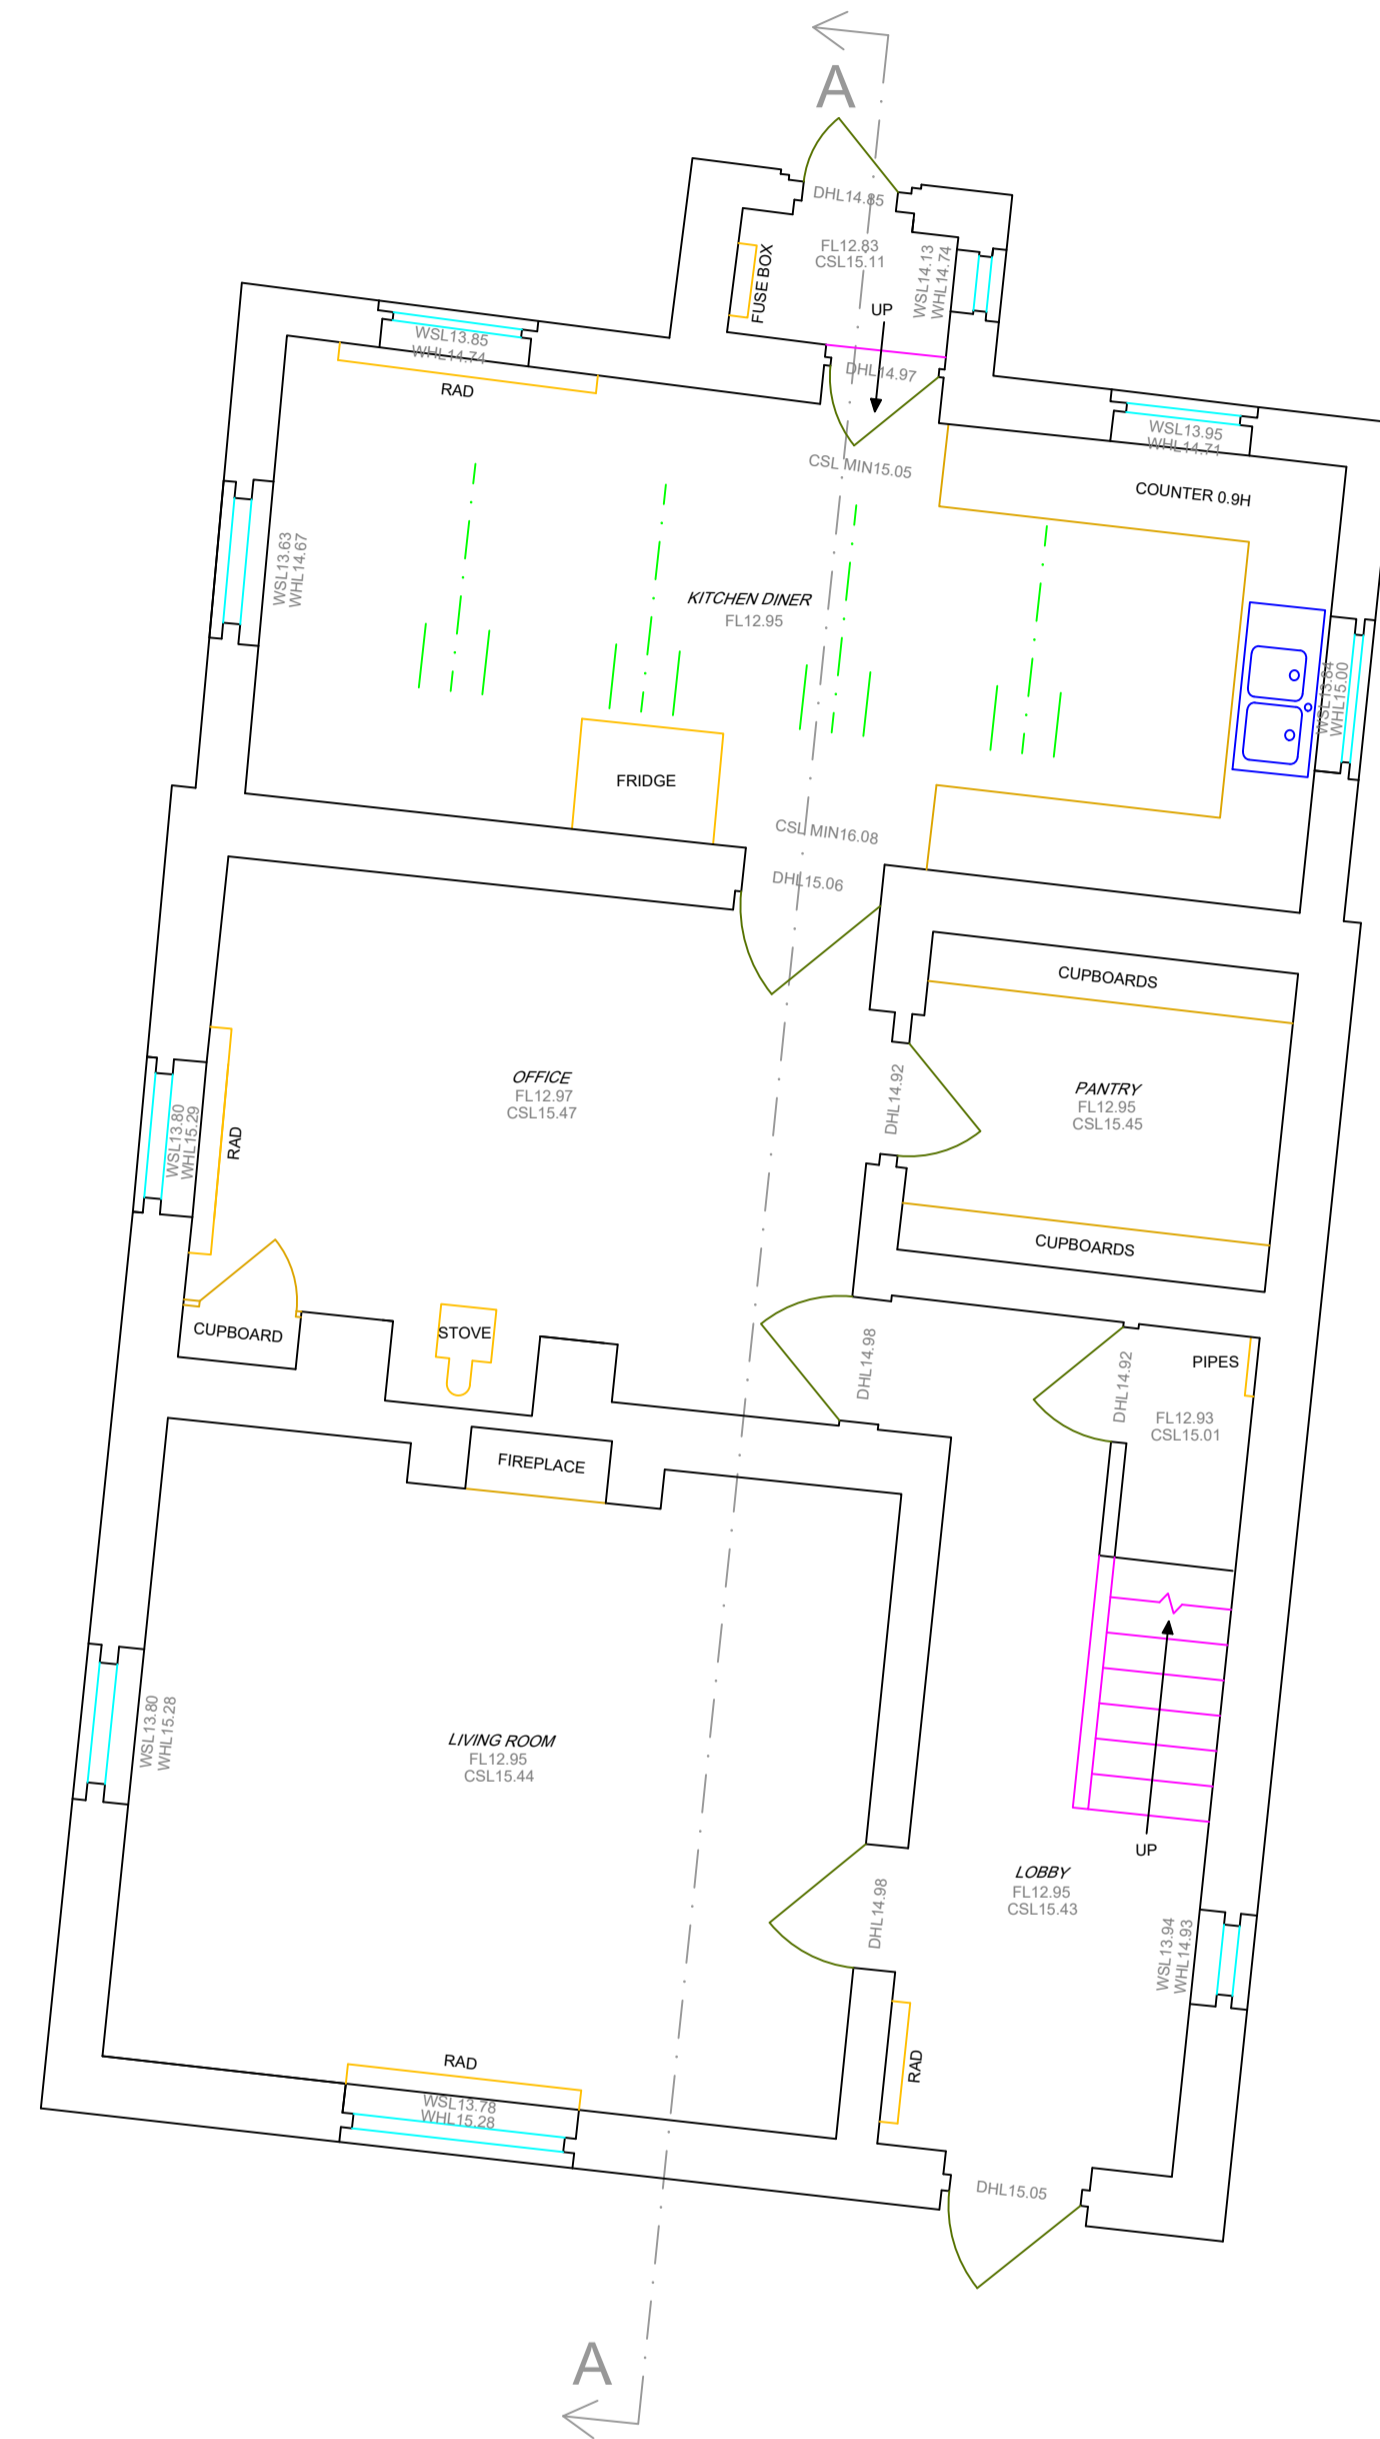 A
DHL14.85
FL12.83
CSL15.11
FUSE BOX
WSL14.13
WHL14.74
UP
WSL13.85
WHL14.74
RAD
DHL14.97
WSL13.95
WHL14.71
CSL MIN15.05
COUNTER 0.9H
WSL13.63
WHL14.67
KITCHEN DINER
FL12.95
WSL13.84
WHL15.00
FRIDGE
CSL MIN16.08
DHL15.06
CUPBOARDS
OFFICE
FL12.97
CSL15.47
DHL14.92
PANTRY
FL12.95
CSL15.45
WSL13.80
WHL15.29
RAD
CUPBOARDS
CUPBOARD
STOVE
DHL14.98
DHL14.92
PIPES
FL12.93
CSL15.01
FIREPLACE
WSL13.80
WHL15.28
LIVING ROOM
FL12.95
CSL15.44
UP
LOBBY
FL12.95
CSL15.43
DHL14.98
WSL13.94
WHL14.93
RAD
RAD
WSL13.78
WHL15.28
DHL15.05
A